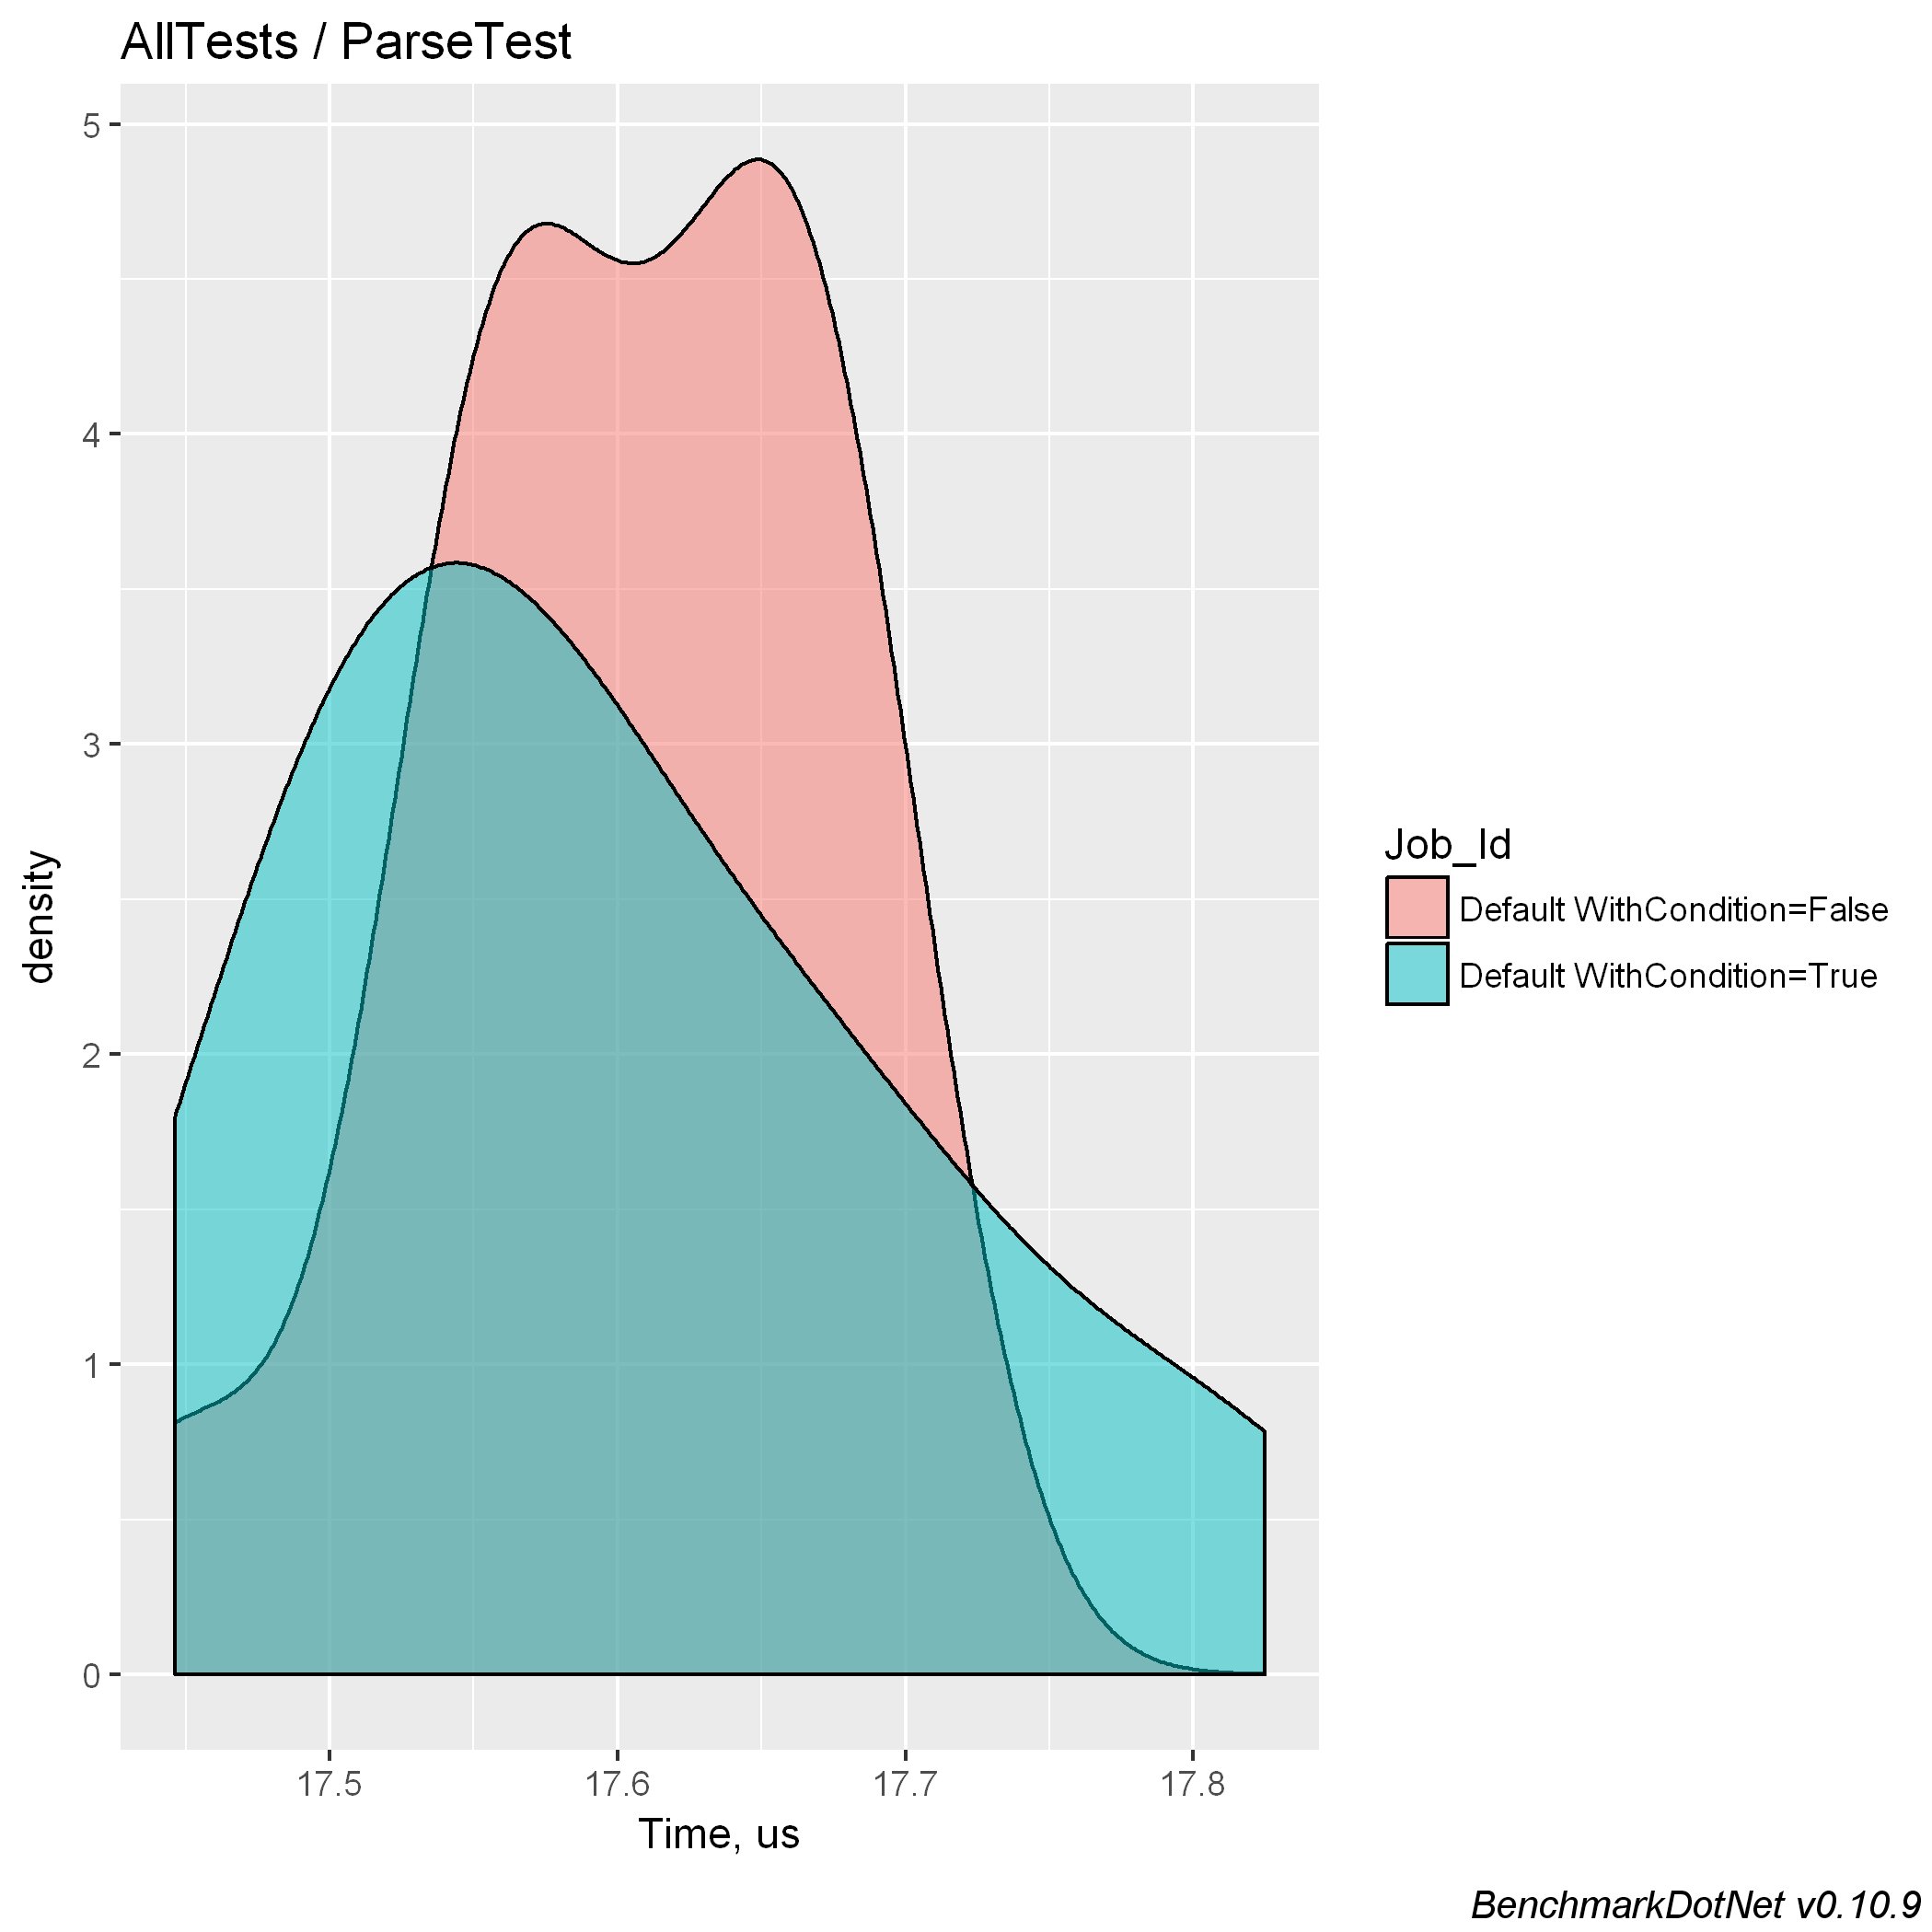 AllTests / ParseTest
5
4
3
2
1
0
density
17.5 17.6 17.7 17.8
Time, us
Job_Id
Default WithCondition=False
Default WithCondition=True
BenchmarkDotNet v0.10.9